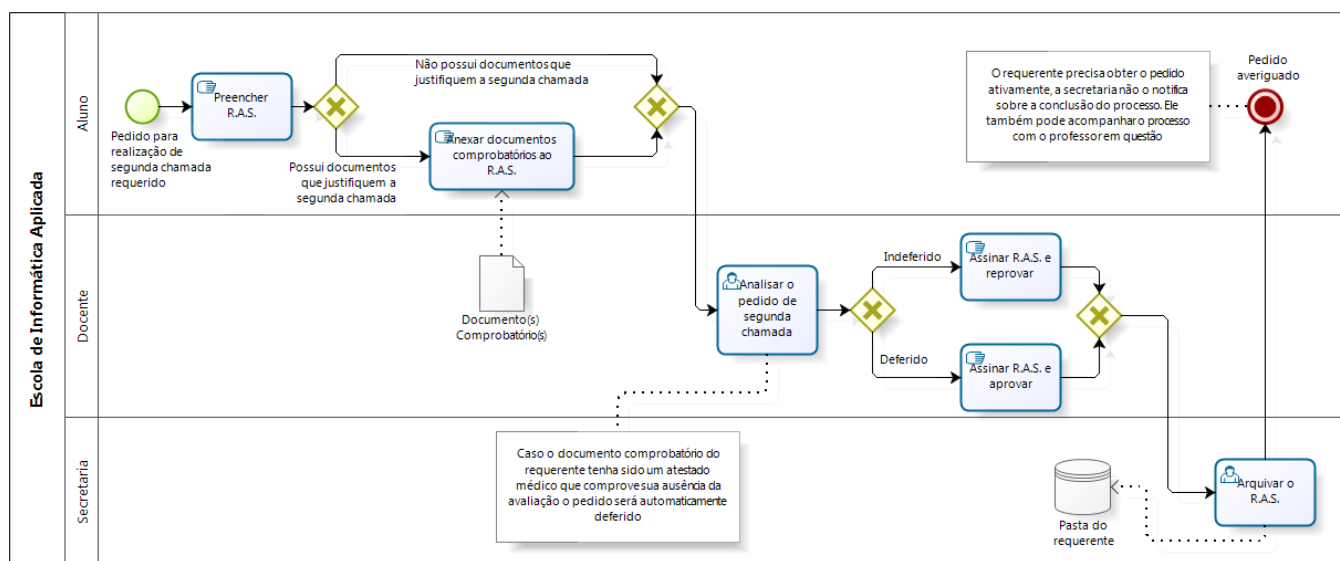 Escola de Informática Aplicada
Aluno
Pedido para
realização de
segunda chamada
requerido
Preencher
R.A.S.
Não possui documentos que
justifiquem a segunda chamada
Possui documentos
que justifiquem a
segunda chamada
Anexar documentos
comprobatórios ao
R.A.S.
O requerente precisa obter o pedido
ativamente, a secretaria não o notifica
sobre a conclusão do processo. Ele
também pode acompanhar o processo
com o professor em questão
Pedido
averiguado
Docente
Documento(s)
Comprobatório(s)
Analisar o
pedido de
segunda
chamada
Indeferido
Assinar R.A.S. e
reprovar
Deferido
Assinar R.A.S. e
aprovar
Secretaria
Caso o documento comprobatório do
requerente tenha sido um atestado
médico que comprove sua ausência da
avaliação o pedido será automaticamente
deferido
Pasta do
requerente
Arquivar o
R.A.S.